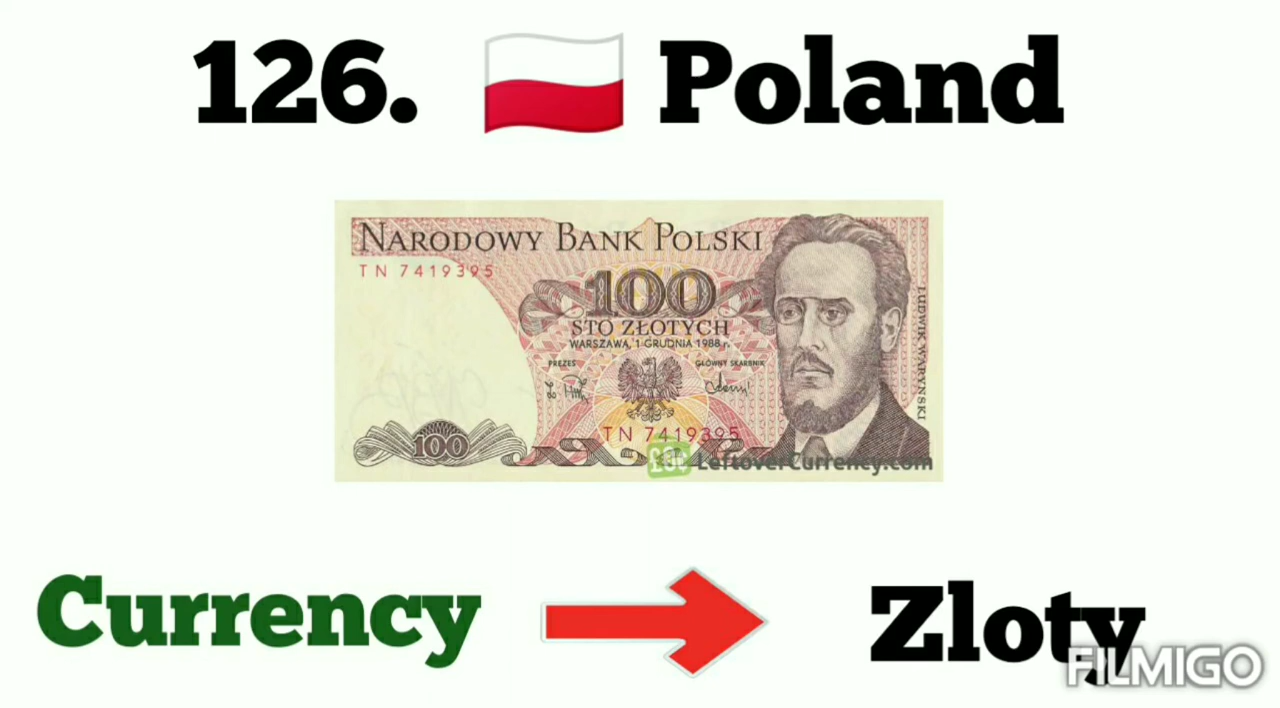 126. Poland
NARODOWY BANK POLSKI
TN 7419395
100
STO ZŁOTYCH
WARSZAWA, 1 GRUDNIA 1988 r.
PREZES GŁÓWNY SKARBNIK
LUDWIK WARYŃSKI
TN 7419395
100
LeftoverCurrency.com
Currency Zloty
FILMIGO